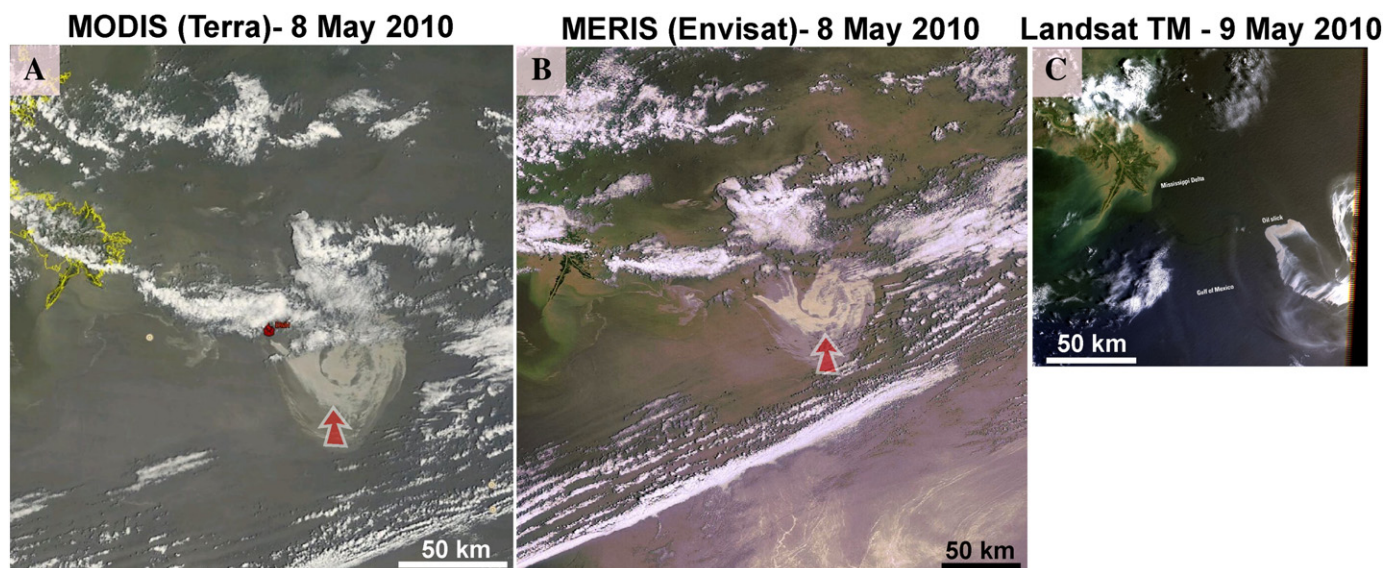 MODIS (Terra)- 8 May 2010
MERIS (Envisat)- 8 May 2010
Landsat TM - 9 May 2010
A
B
C
Mississippi Delta
Oil slick
Gulf of Mexico
50 km
50 km
50 km